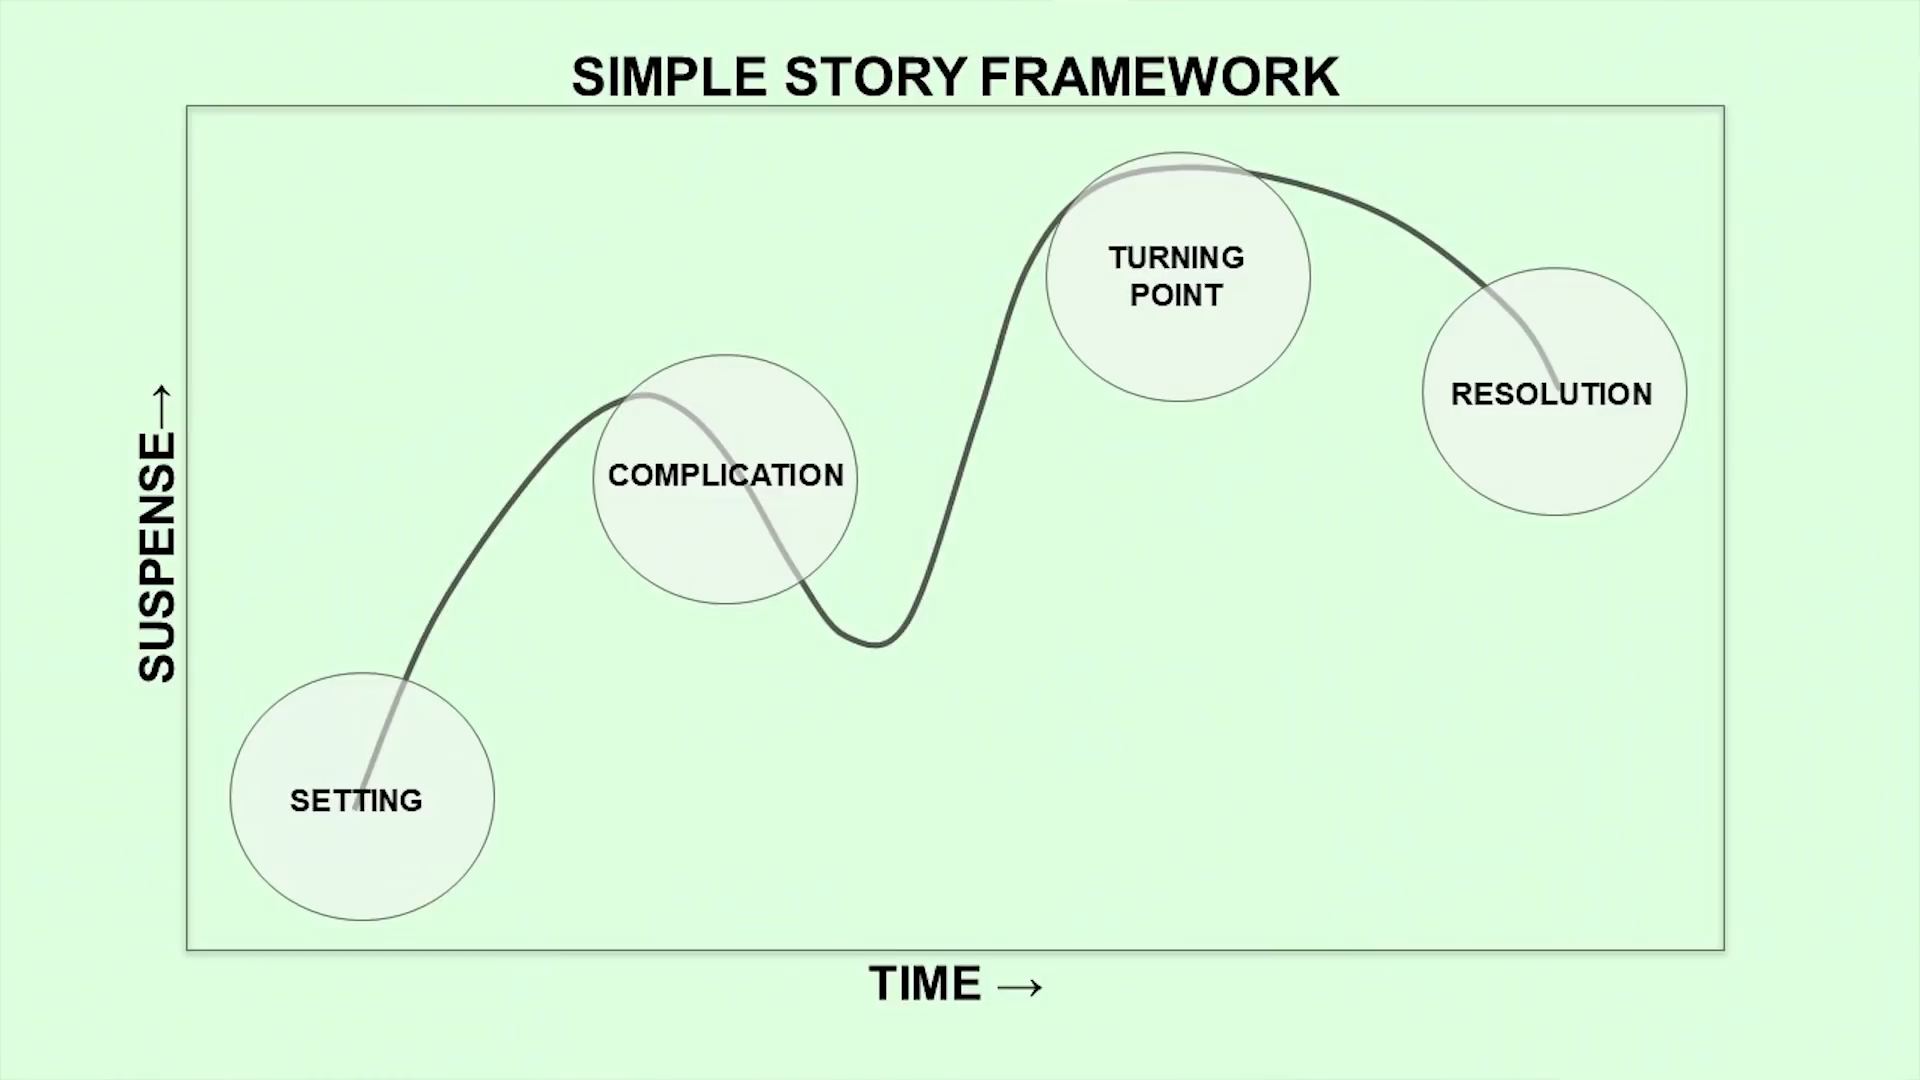 SIMPLE STORY FRAMEWORK
TURNING
POINT
RESOLUTION
COMPLICATION
SUSPENSE→
SETTING
TIME →